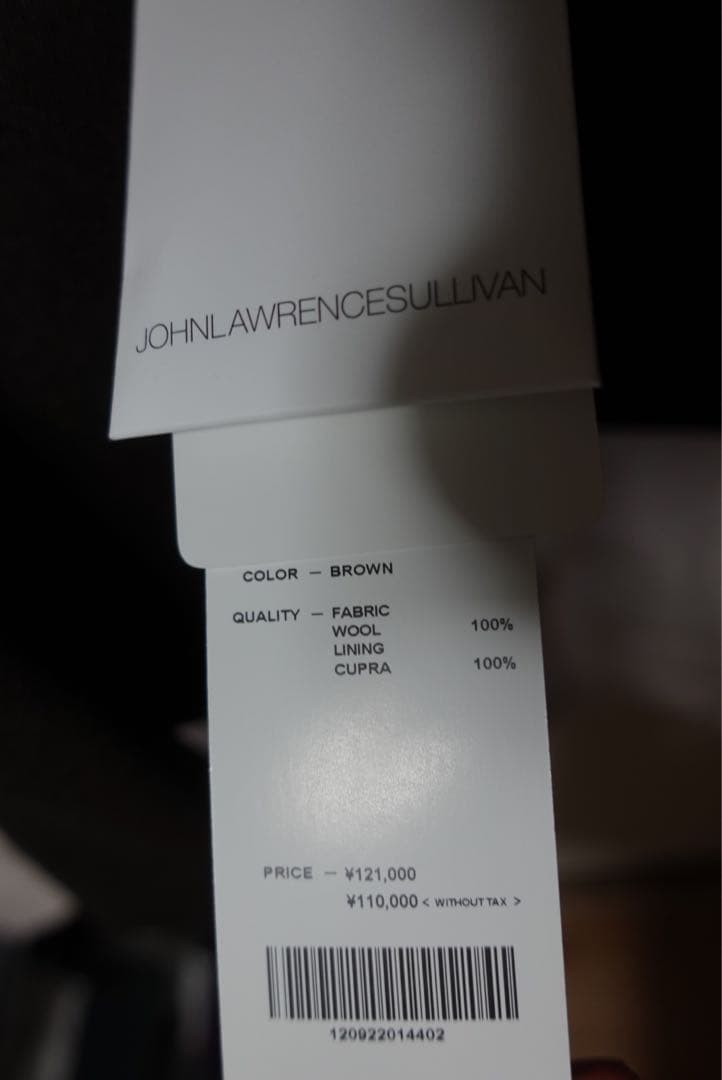 JOHNLAWRENCESULLIVAN
COLOR — BROWN
QUALITY — FABRIC
WOOL 100%
LINING
CUPRA 100%
PRICE — ¥121,000
¥110,000 < WITHOUT TAX >
120922014402